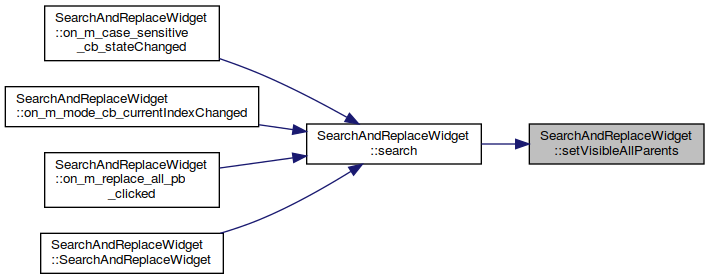 SearchAndReplaceWidget
::on_m_case_sensitive
_cb_stateChanged
SearchAndReplaceWidget
::on_m_mode_cb_currentIndexChanged
SearchAndReplaceWidget
::on_m_replace_all_pb
_clicked
SearchAndReplaceWidget
::SearchAndReplaceWidget
SearchAndReplaceWidget
::search
SearchAndReplaceWidget
::setVisibleAllParents